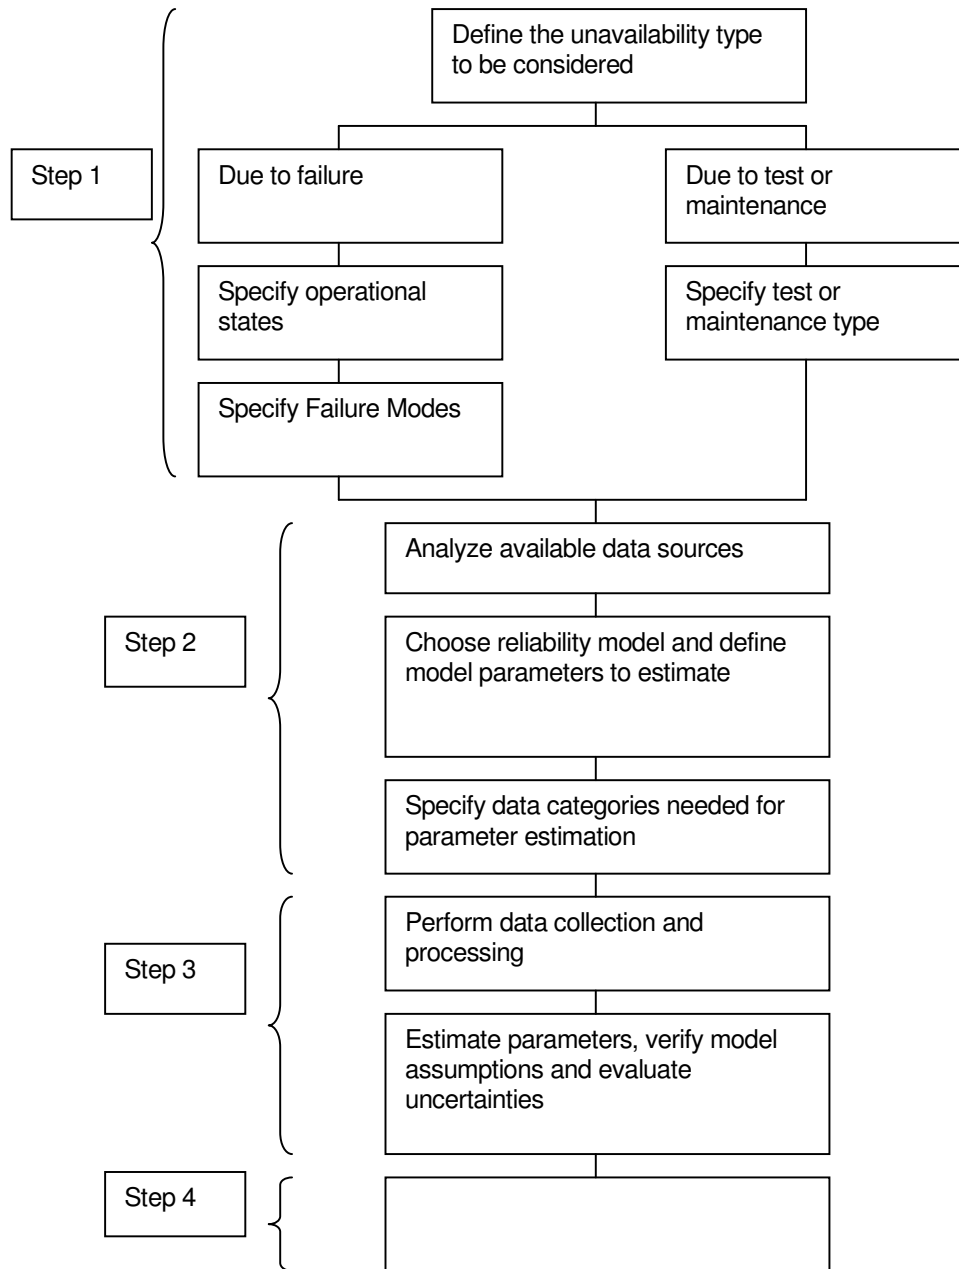 Define the unavailability type
to be considered
Step 1
Due to failure
Due to test or
maintenance
Specify operational
states
Specify test or
maintenance type
Specify Failure Modes
Analyze available data sources
Step 2
Choose reliability model and define
model parameters to estimate
Specify data categories needed for
parameter estimation
Perform data collection and
processing
Step 3
Estimate parameters, verify model
assumptions and evaluate
uncertainties
Step 4